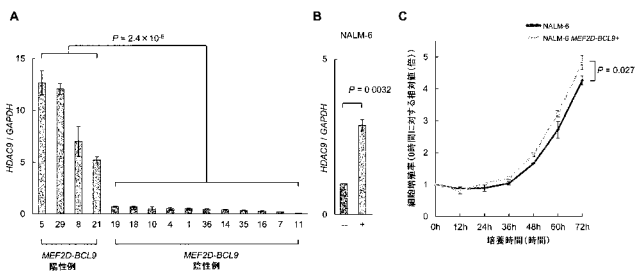 A
P = 2.4×10⁻⁸
HDAC9 / GAPDH
15
10
5
0
5 29 8 21 19 18 10 4 1 36 14 35 16 7 11
MEF2D-BCL9
陽性例
MEF2D-BCL9
陰性例
B
NALM-6
P = 0.0032
HDAC9 / GAPDH
5
0
− +
C
NALM-6
NALM-6 MEF2D-BCL9+
P = 0.027
細胞増殖率(0時間に対する相対値(倍))
5
4
3
2
1
0
0h 12h 24h 36h 48h 60h 72h
培養時間(時間)